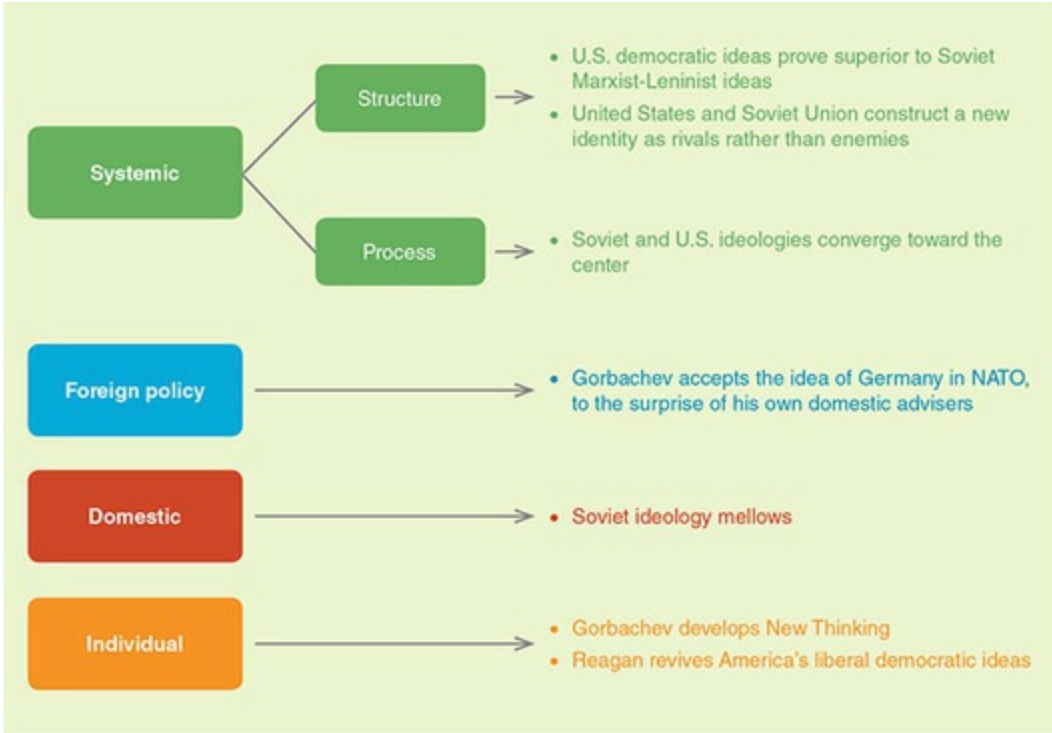 • U.S. democratic ideas prove superior to Soviet
Marxist-Leninist ideas
Structure
• United States and Soviet Union construct a new
identity as rivals rather than enemies
Systemic
Process
• Soviet and U.S. ideologies converge toward the
center
Foreign policy
• Gorbachev accepts the idea of Germany in NATO,
to the surprise of his own domestic advisers
Domestic
• Soviet ideology mellows
Individual
• Gorbachev develops New Thinking
• Reagan revives America's liberal democratic ideas